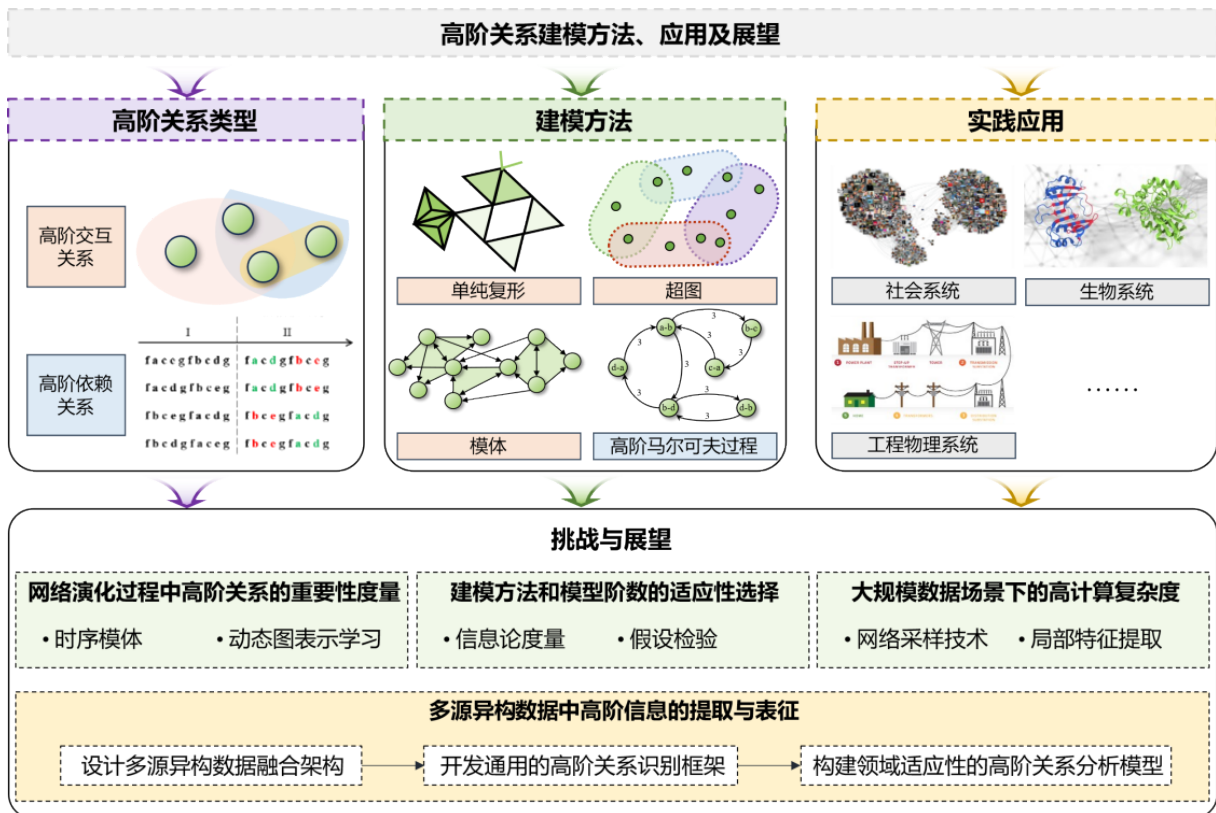 高阶关系建模方法、应用及展望
高阶关系类型
高阶交互
关系
I II
f a c c e g f b c d g f a c d g f b c e g
f a c d g f b c e g f a c d g f b c e g
f b c e g f a c d g f b c e g f a c d g
f b c d g f a c e g f b c e g f a c d g
高阶依赖
关系
建模方法
单纯复形
超图
模体
a-b
b-c
d-a
c-a
b-d
d-b
3
3
3
3
3
3
3
3
高阶马尔可夫过程
实践应用
社会系统
生物系统
1 POWER PLANT
POWER
工程物理系统
……
挑战与展望
网络演化过程中高阶关系的重要性度量
• 时序模体 • 动态图表示学习
建模方法和模型阶数的适应性选择
• 信息论度量 • 假设检验
大规模数据场景下的高计算复杂度
• 网络采样技术 • 局部特征提取
多源异构数据中高阶信息的提取与表征
设计多源异构数据融合架构
开发通用的高阶关系识别框架
构建领域适应性的高阶关系分析模型